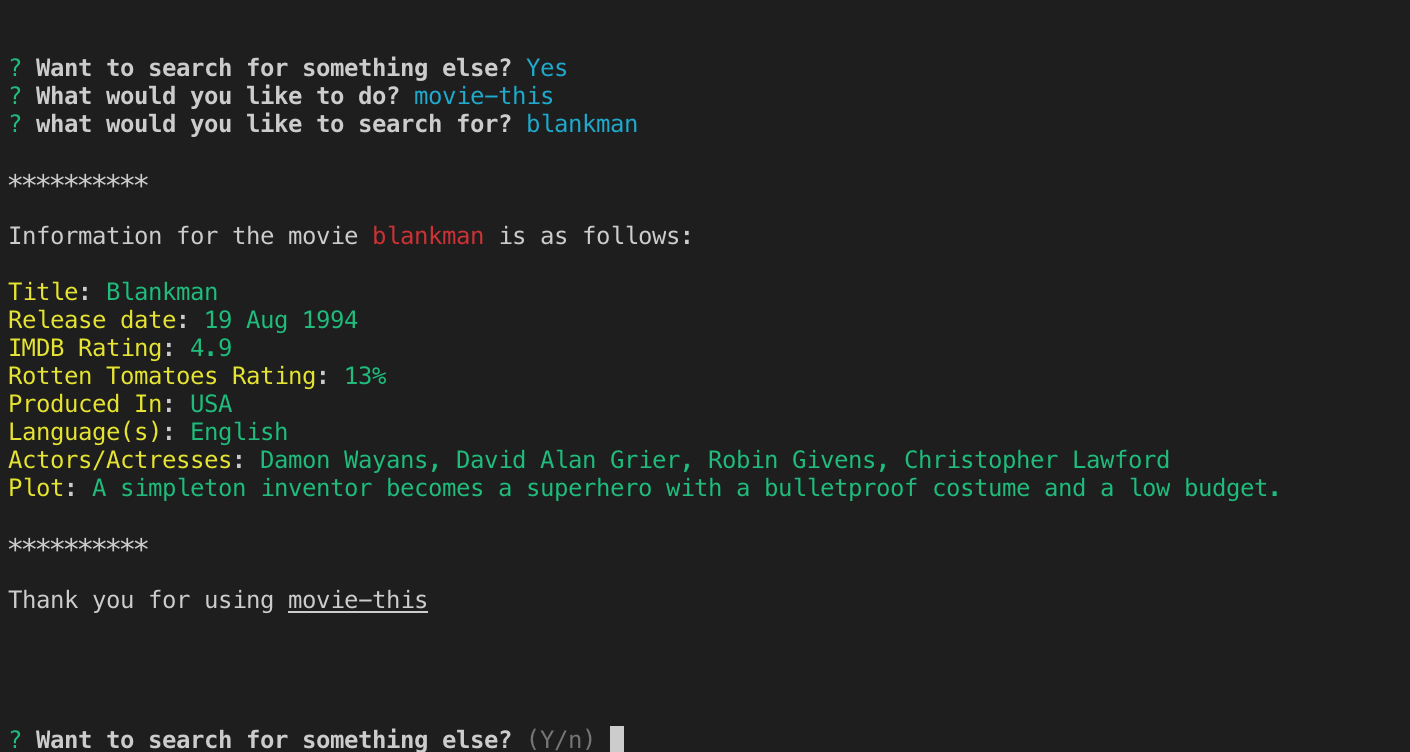 ? Want to search for something else? Yes
? What would you like to do? movie-this
? what would you like to search for? blankman
**********
Information for the movie blankman is as follows:
Title: Blankman
Release date: 19 Aug 1994
IMDB Rating: 4.9
Rotten Tomatoes Rating: 13%
Produced In: USA
Language(s): English
Actors/Actresses: Damon Wayans, David Alan Grier, Robin Givens, Christopher Lawford
Plot: A simpleton inventor becomes a superhero with a bulletproof costume and a low budget.
**********
Thank you for using movie-this
? Want to search for something else? (Y/n)